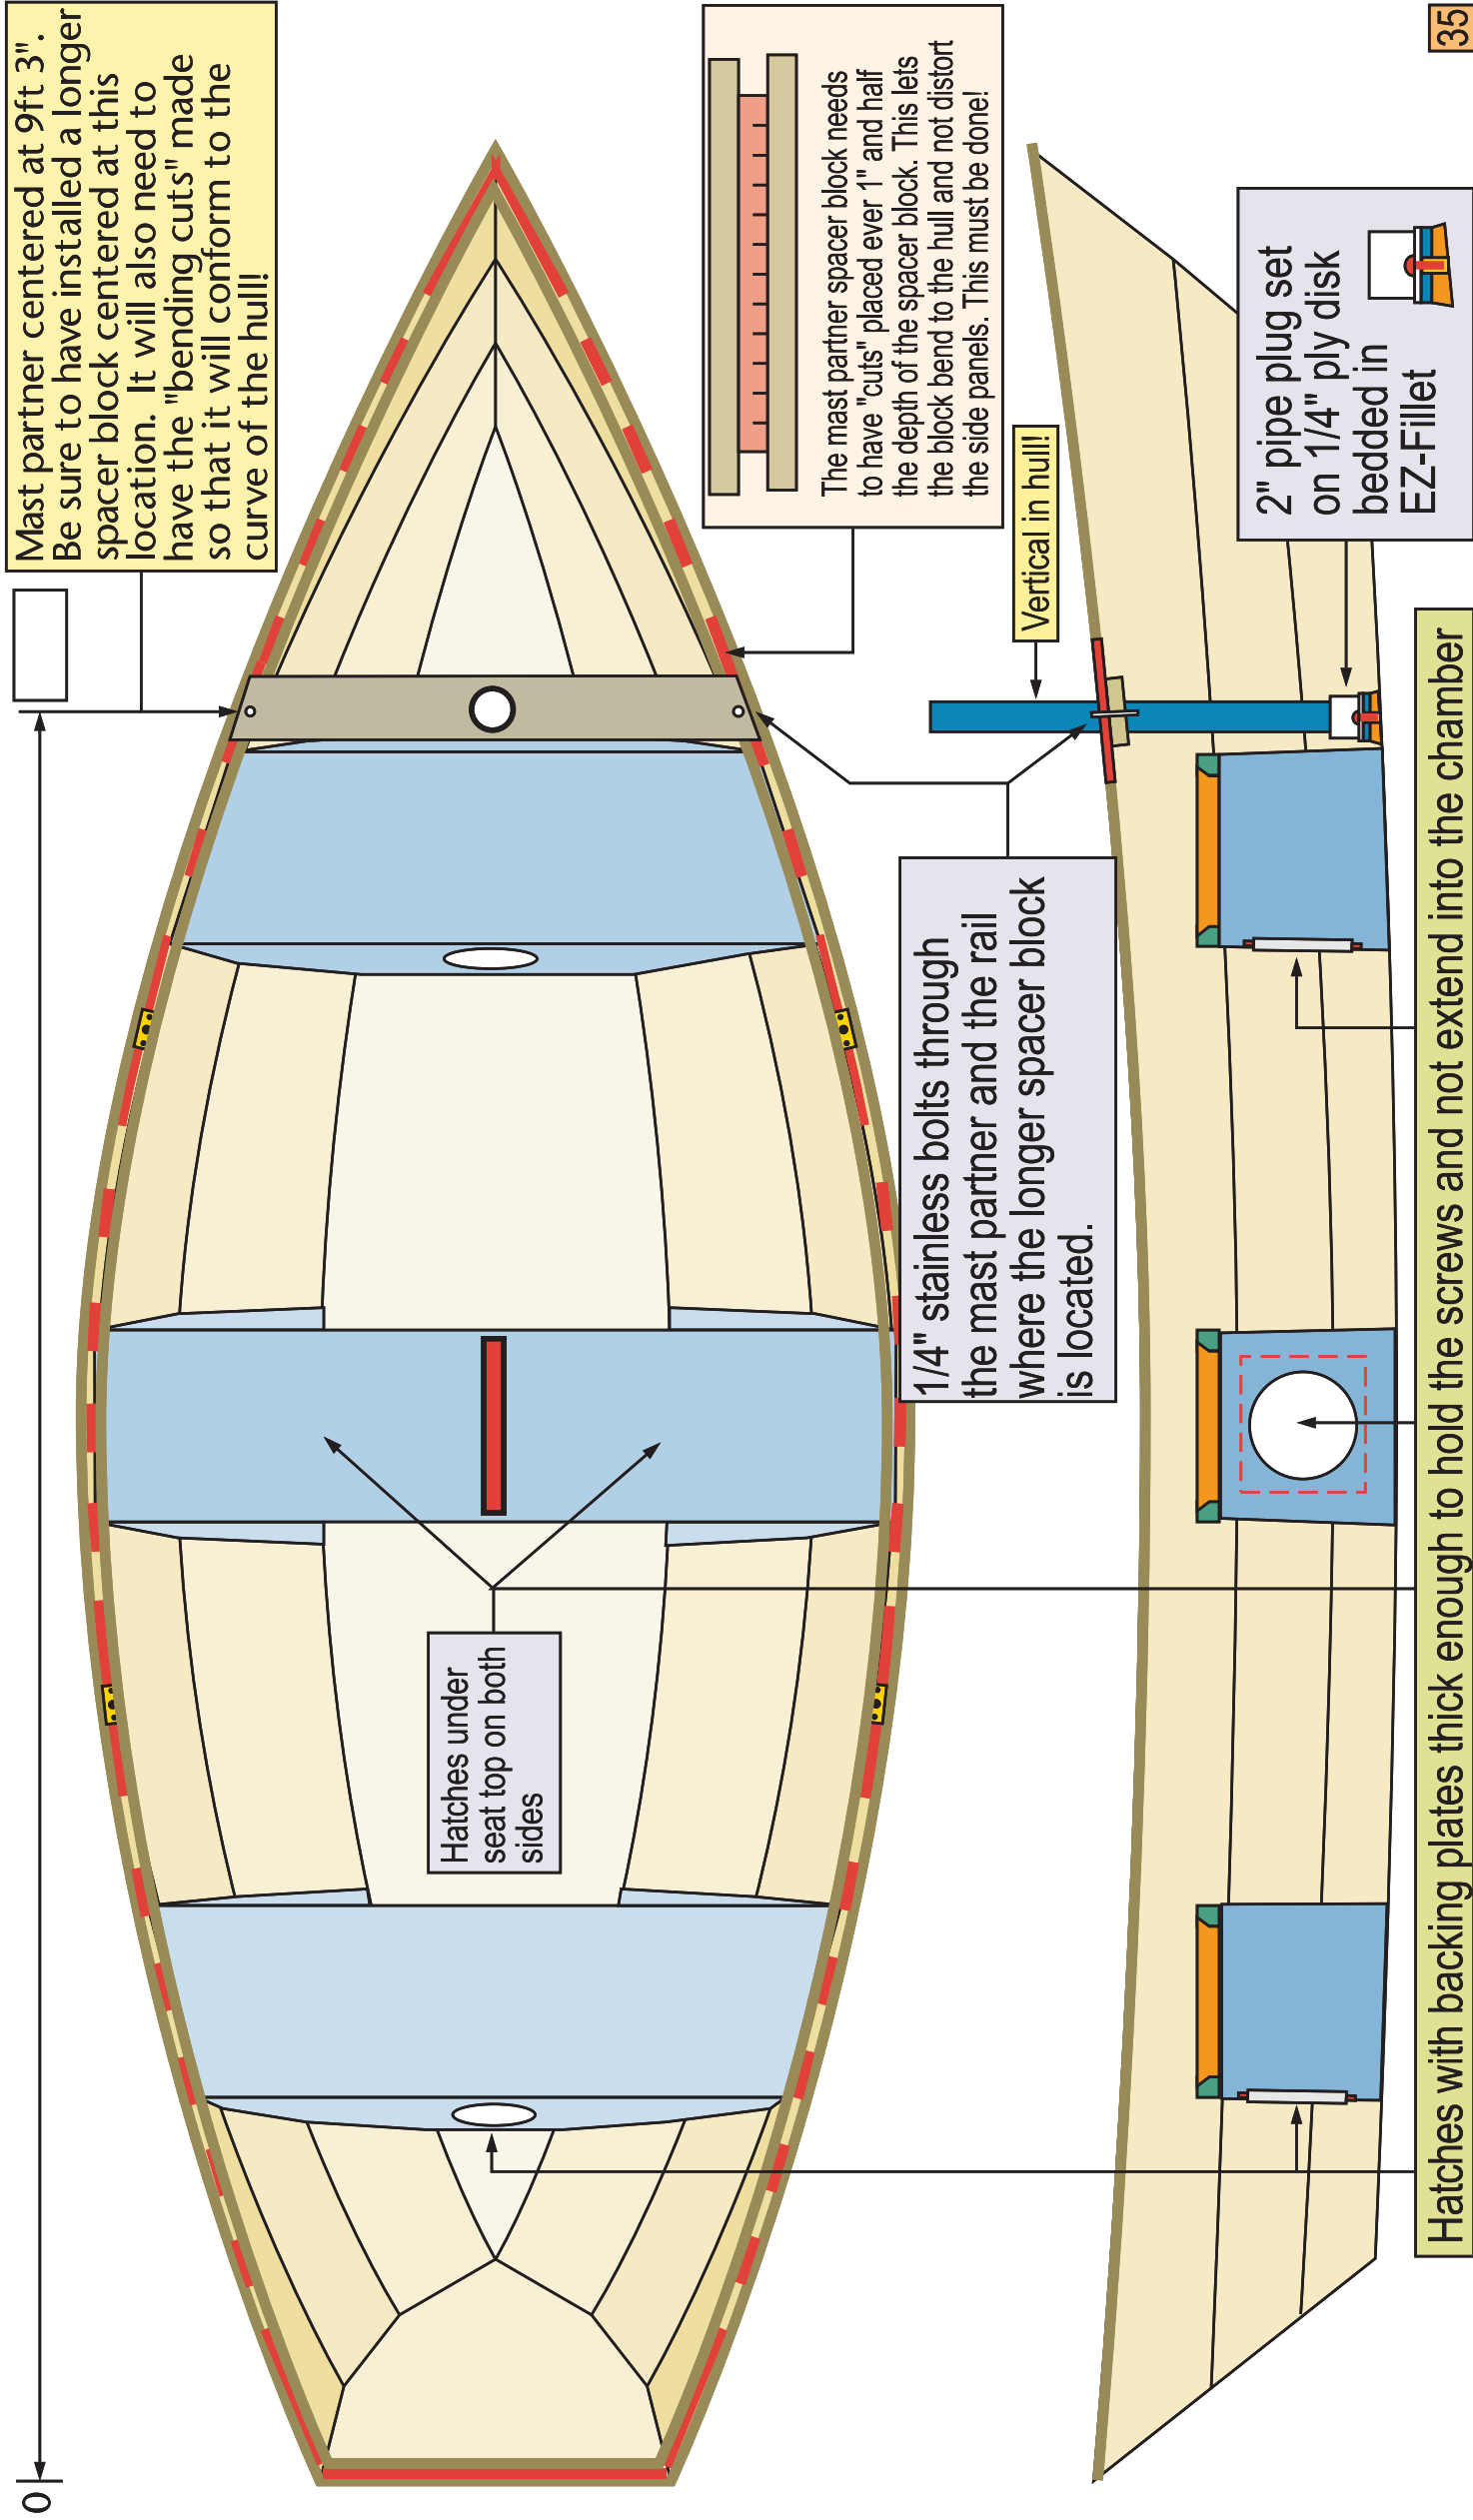 Mast partner centered at 9ft 3".
Be sure to have installed a longer
spacer block centered at this
location. It will also need to
have the "bending cuts" made
so that it will conform to the
curve of the hull!
0
The mast partner spacer block needs
to have "cuts" placed ever 1" and half
the depth of the spacer block. This lets
the block bend to the hull and not distort
the side panels. This must be done!
Hatches under
seat top on both
sides
1/4" stainless bolts through
the mast partner and the rail
where the longer spacer block
is located.
Vertical in hull!
2" pipe plug set
on 1/4" ply disk
bedded in
EZ-Fillet
Hatches with backing plates thick enough to hold the screws and not extend into the chamber
35